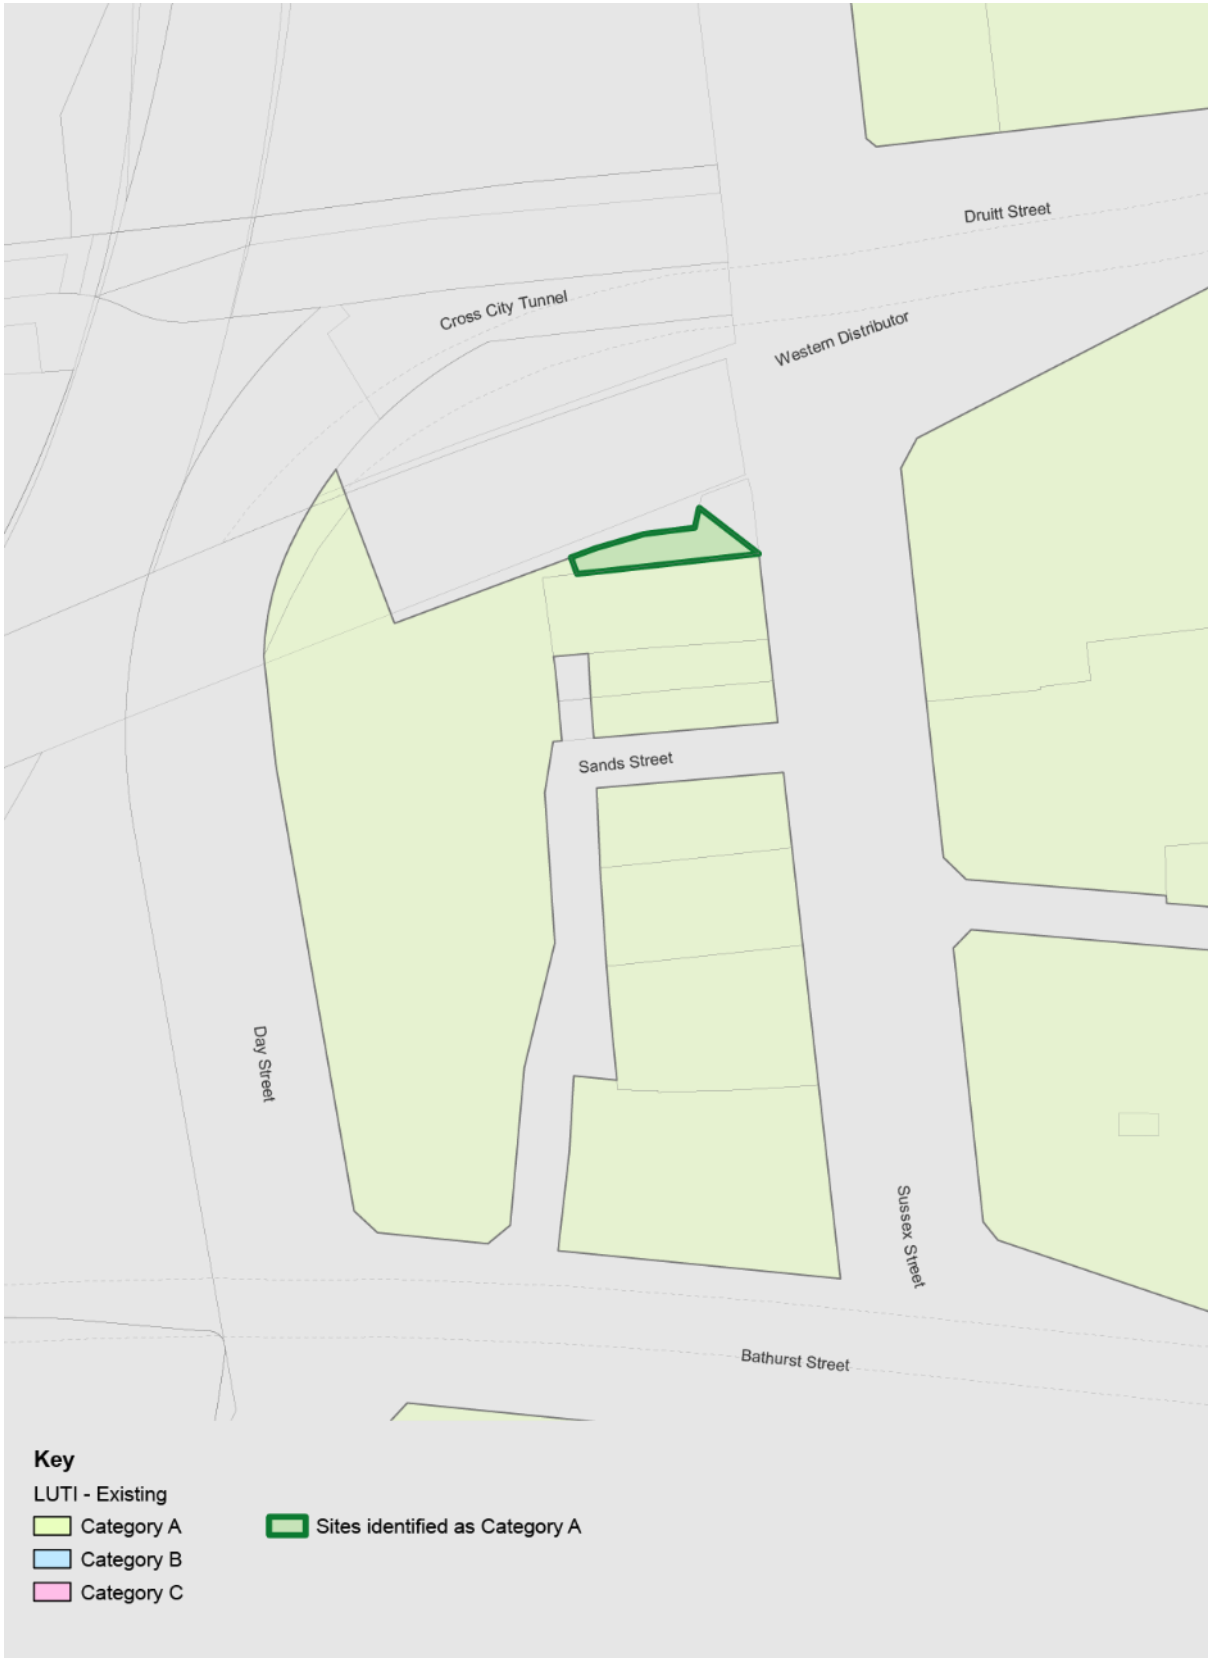 Druitt Street
Cross City Tunnel
Western Distributor
Sands Street
Day Street
Sussex Street
Bathurst Street
Key
LUTI - Existing
Category A
Sites identified as Category A
Category B
Category C